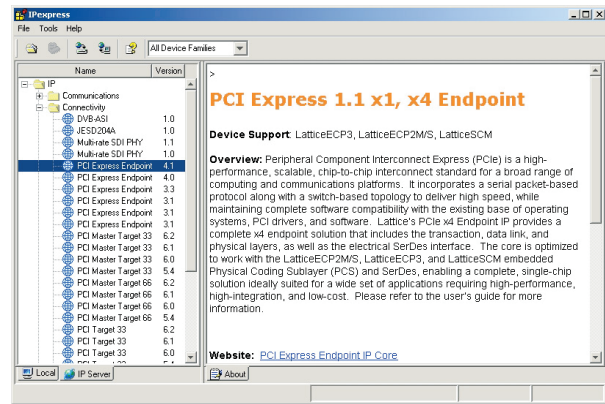 IPexpress
File Tools Help
All Device Families
Name Version
IP
Communications
Connectivity
DVB-ASI 1.0
JESD204A 1.0
Multi-rate SDI PHY 1.1
Multi-rate SDI PHY 1.0
PCI Express Endpoint 4.1
PCI Express Endpoint 4.0
PCI Express Endpoint 3.3
PCI Express Endpoint 3.1
PCI Express Endpoint 3.1
PCI Express Endpoint 3.1
PCI Master Target 33 6.2
PCI Master Target 33 6.1
PCI Master Target 33 6.0
PCI Master Target 33 5.4
PCI Master Target 66 6.2
PCI Master Target 66 6.1
PCI Master Target 66 6.0
PCI Master Target 66 5.4
PCI Target 33 6.2
PCI Target 33 6.1
PCI Target 33 6.0
Local IP Server
>
PCI Express 1.1 x1, x4 Endpoint
Device Support: LatticeECP3, LatticeECP2M/S, LatticeSCM
Overview: Peripheral Component Interconnect Express (PCIe) is a high-
performance, scalable, chip-to-chip interconnect standard for a broad range of
computing and communications platforms. It incorporates a serial packet-based
protocol along with a switch-based topology to deliver high speed, while
maintaining complete software compatibility with the existing base of operating
systems, PCI drivers, and software. Lattice's PCIe x4 Endpoint IP provides a
complete x4 endpoint solution that includes the transaction, data link, and
physical layers, as well as the electrical SerDes interface. The core is optimized
to work with the LatticeECP2M/S, LatticeECP3, and LatticeSCM embedded
Physical Coding Sublayer (PCS) and SerDes, enabling a complete, single-chip
solution ideally suited for a wide set of applications requiring high-performance,
high-integration, and low-cost. Please refer to the user's guide for more
information.
Website: PCI Express Endpoint IP Core
About